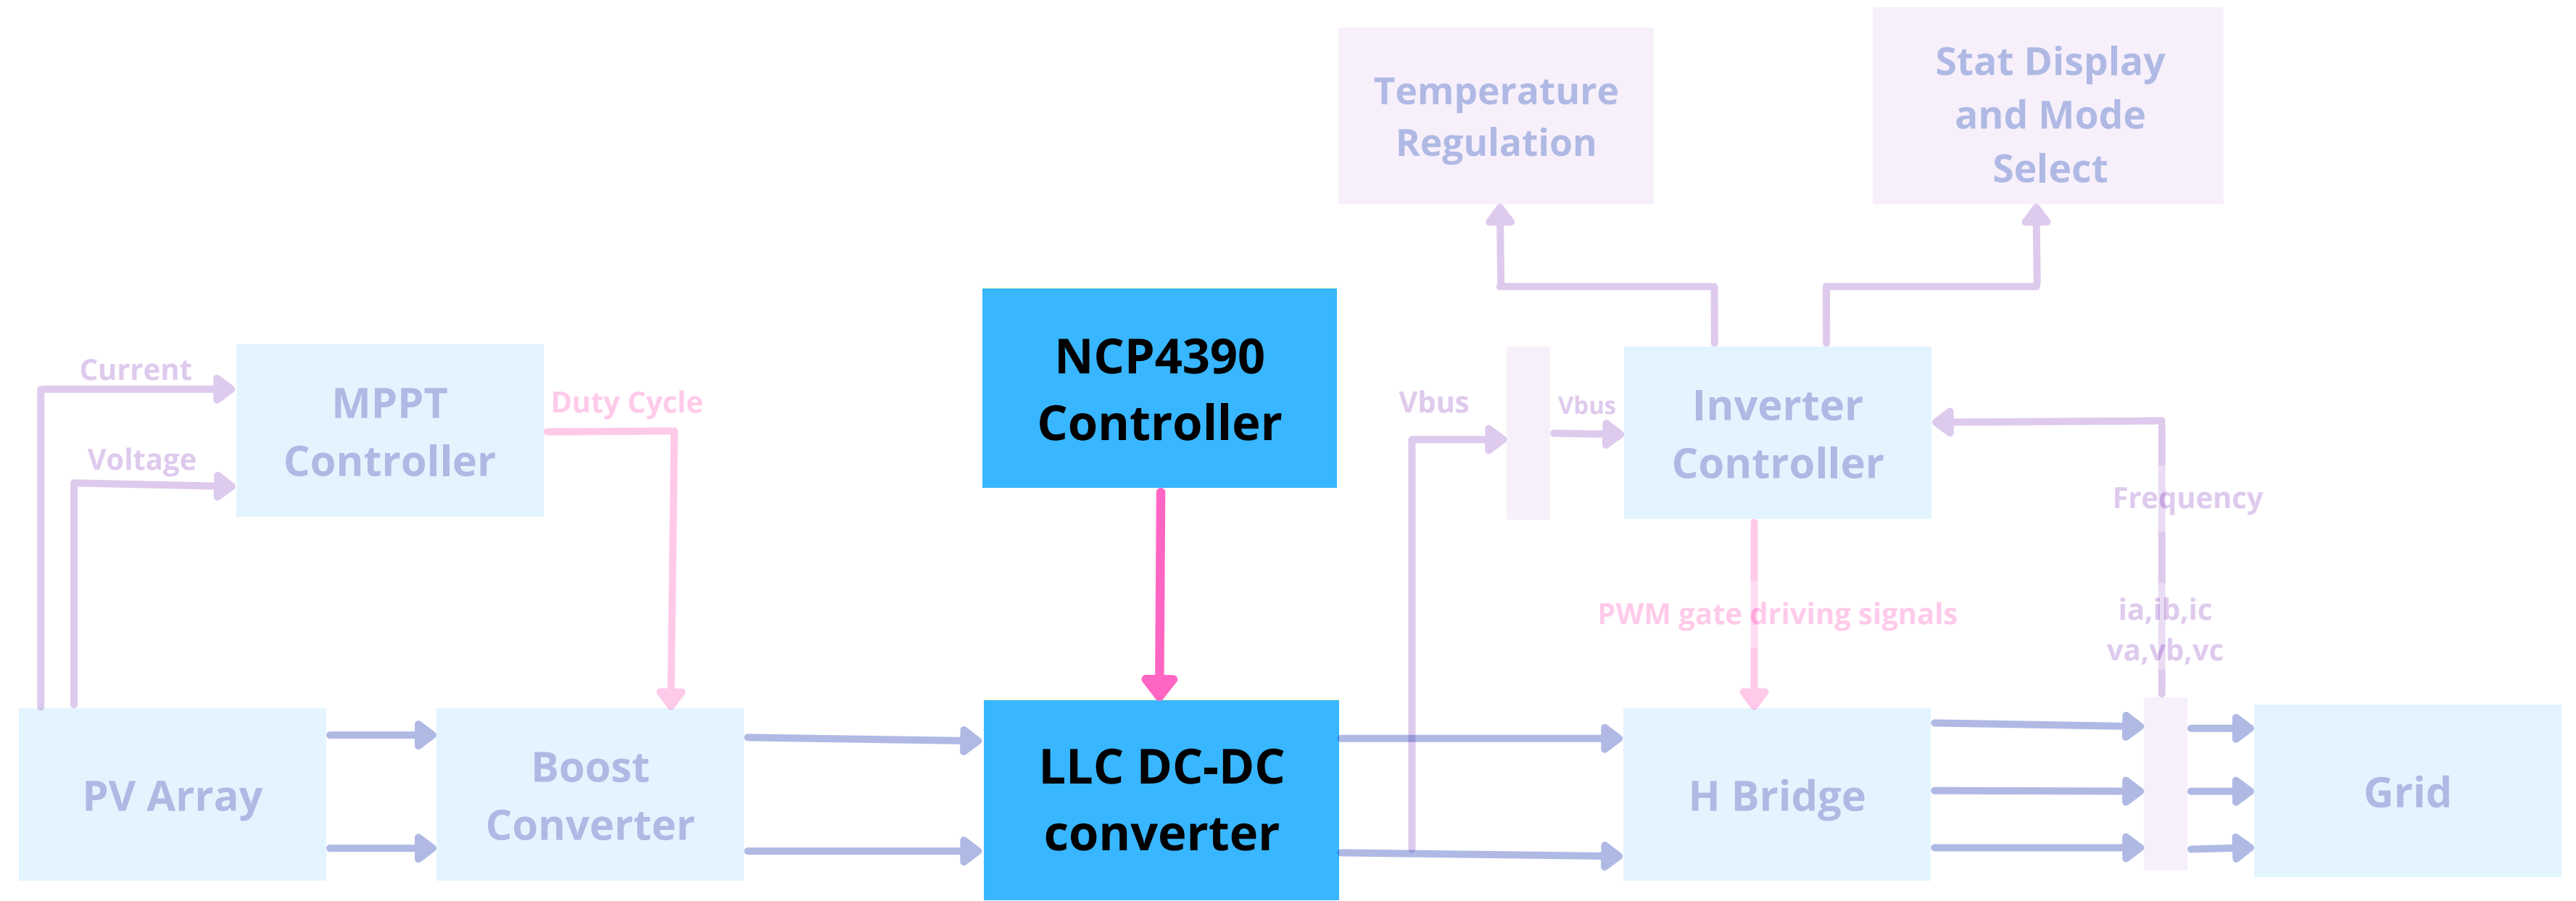 Temperature
Regulation
Stat Display
and Mode
Select
NCP4390
Controller
Current
Voltage
MPPT
Controller
Duty Cycle
Vbus
Vbus
Inverter
Controller
Frequency
PWM gate driving signals
ia,ib,ic
va,vb,vc
PV Array
Boost
Converter
LLC DC-DC
converter
H Bridge
Grid